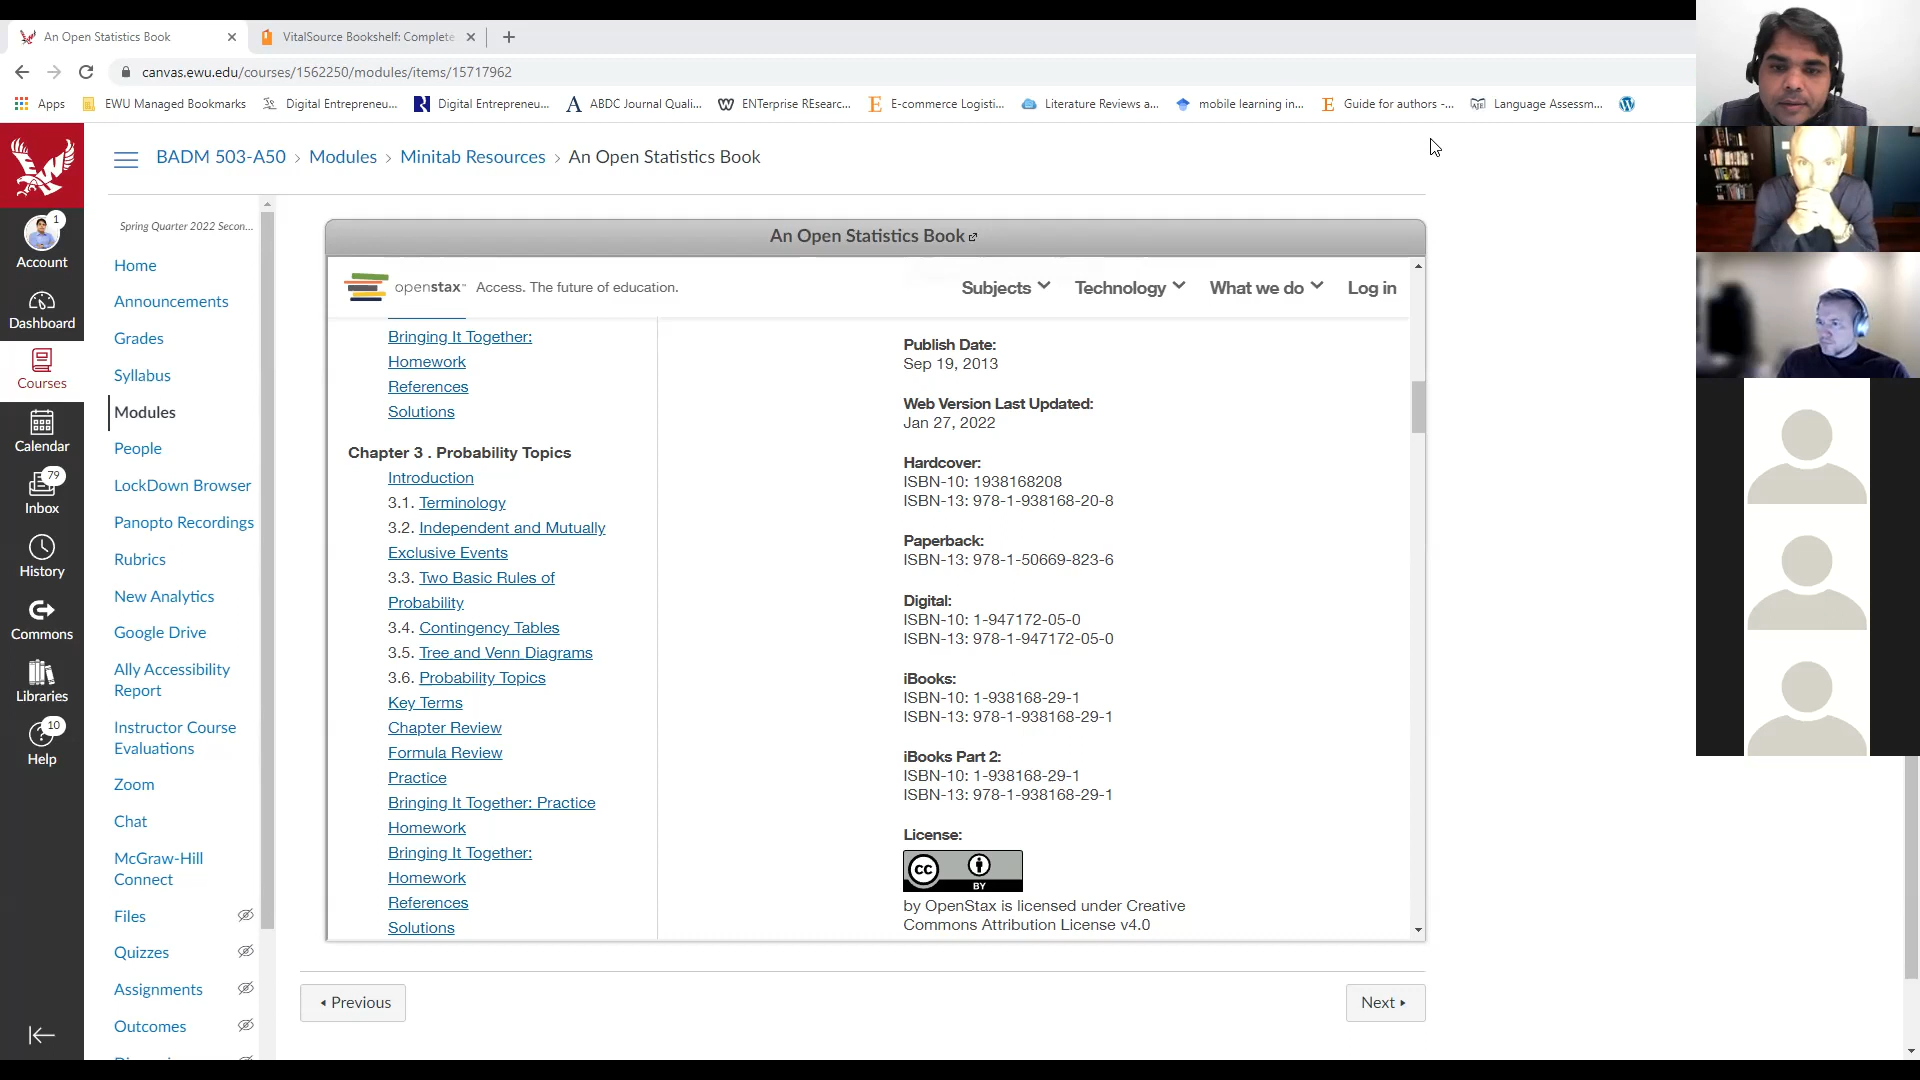 An Open Statistics Book
VitalSource Bookshelf: Complete
canvas.ewu.edu/courses/1562250/modules/items/15717962
Apps
EWU Managed Bookmarks
Digital Entrepreneu...
Digital Entrepreneu...
ABDC Journal Quali...
ENTerprise REsearc...
E-commerce Logisti...
Literature Reviews a...
mobile learning in...
Guide for authors -...
Language Assessm...
BADM 503-A50 › Modules › Minitab Resources › An Open Statistics Book
1
Account
Dashboard
Courses
Calendar
79
Inbox
History
Commons
Libraries
10
Help
Spring Quarter 2022 Secon...
Home
Announcements
Grades
Syllabus
Modules
People
LockDown Browser
Panopto Recordings
Rubrics
New Analytics
Google Drive
Ally Accessibility
Report
Instructor Course
Evaluations
Zoom
Chat
McGraw-Hill
Connect
Files
Quizzes
Assignments
Outcomes
An Open Statistics Book
openstax™ Access. The future of education.
Subjects
Technology
What we do
Log in
Bringing It Together:
Homework
References
Solutions
Chapter 3 . Probability Topics
Introduction
3.1. Terminology
3.2. Independent and Mutually
Exclusive Events
3.3. Two Basic Rules of
Probability
3.4. Contingency Tables
3.5. Tree and Venn Diagrams
3.6. Probability Topics
Key Terms
Chapter Review
Formula Review
Practice
Bringing It Together: Practice
Homework
Bringing It Together:
Homework
References
Solutions
Publish Date:
Sep 19, 2013
Web Version Last Updated:
Jan 27, 2022
Hardcover:
ISBN-10: 1938168208
ISBN-13: 978-1-938168-20-8
Paperback:
ISBN-13: 978-1-50669-823-6
Digital:
ISBN-10: 1-947172-05-0
ISBN-13: 978-1-947172-05-0
iBooks:
ISBN-10: 1-938168-29-1
ISBN-13: 978-1-938168-29-1
iBooks Part 2:
ISBN-10: 1-938168-29-1
ISBN-13: 978-1-938168-29-1
License:
cc
BY
by OpenStax is licensed under Creative
Commons Attribution License v4.0
Previous
Next